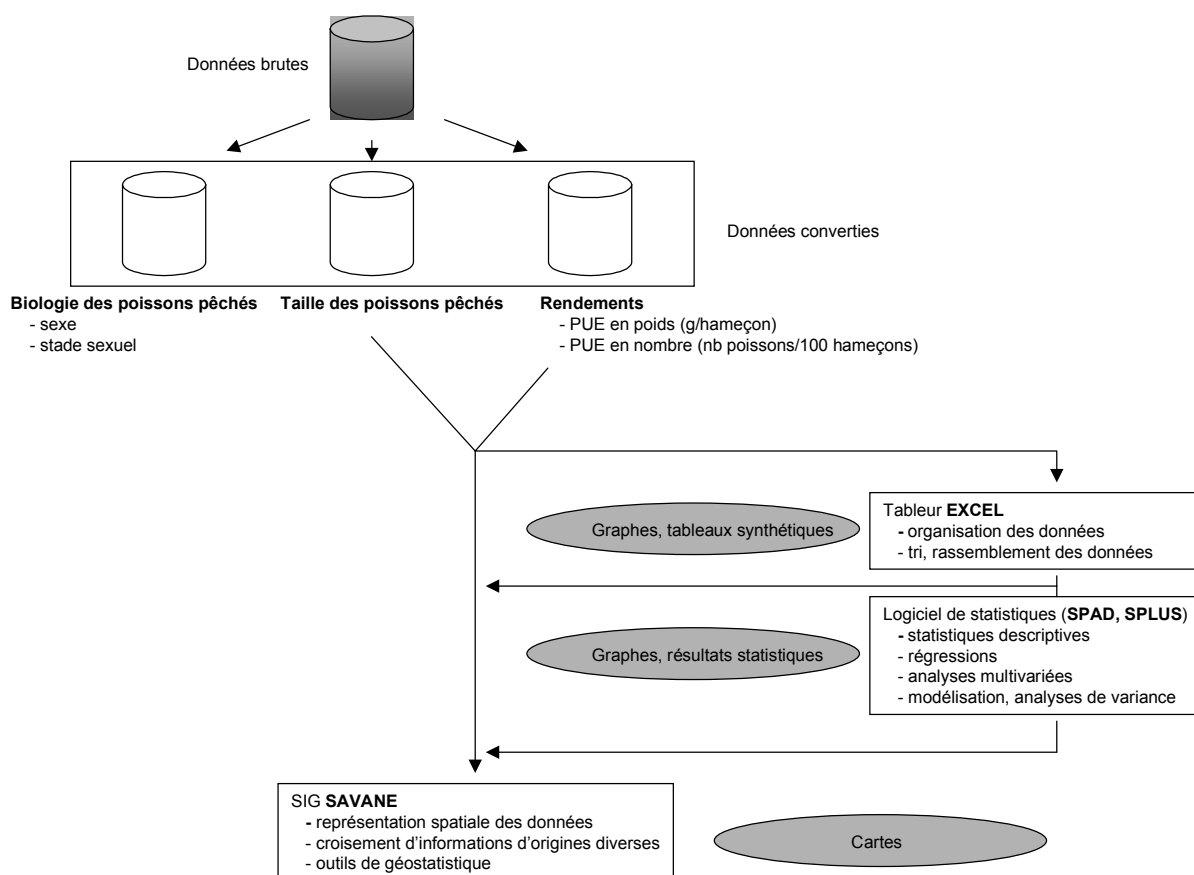 Données brutes
Données converties
Biologie des poissons pêchés
- sexe
- stade sexuel
Taille des poissons pêchés
Rendements
- PUE en poids (g/hameçon)
- PUE en nombre (nb poissons/100 hameçons)
Graphes, tableaux synthétiques
Tableur EXCEL
- organisation des données
- tri, rassemblement des données
Graphes, résultats statistiques
Logiciel de statistiques (SPAD, SPLUS)
- statistiques descriptives
- régressions
- analyses multivariées
- modélisation, analyses de variance
SIG SAVANE
- représentation spatiale des données
- croisement d’informations d’origines diverses
- outils de géostatistique
Cartes